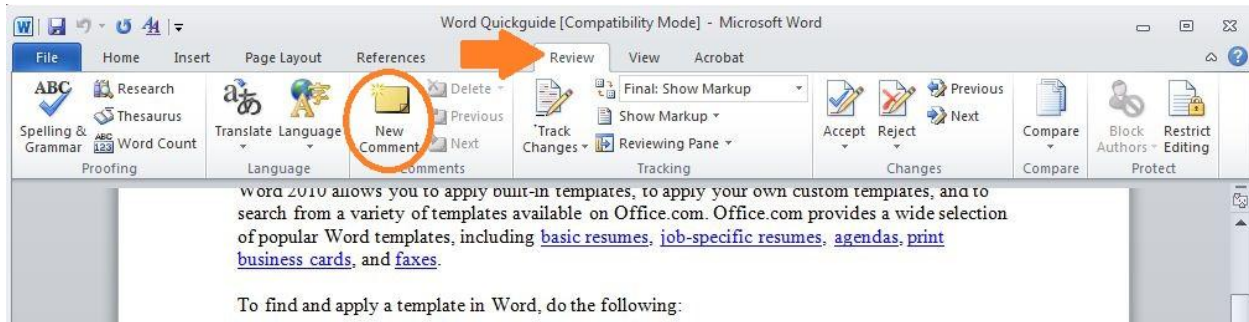 Word Quickguide [Compatibility Mode] - Microsoft Word
File Home Insert Page Layout References Review View Acrobat
ABC Research Delete Final: Show Markup Previous
Thesaurus Previous Show Markup Next
Spelling & Grammar ABC 123 Word Count Translate Language New Comment Next Track Changes Reviewing Pane Accept Reject Compare Block Authors Restrict Editing
Proofing Language Comments Tracking Changes Compare Protect
Word 2010 allows you to apply built-in templates, to apply your own custom templates, and to
search from a variety of templates available on Office.com. Office.com provides a wide selection
of popular Word templates, including basic resumes, job-specific resumes, agendas, print
business cards, and faxes.
To find and apply a template in Word, do the following: